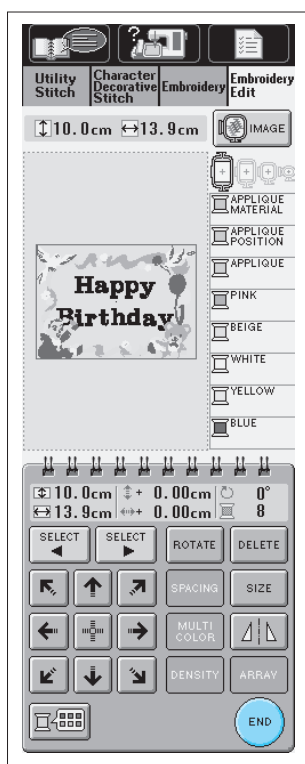 Utility
Stitch
Character
Decorative
Stitch
Embroidery
Embroidery
Edit
10.0cm 13.9cm
IMAGE
APPLIQUE
MATERIAL
APPLIQUE
POSITION
APPLIQUE
PINK
BEIGE
WHITE
YELLOW
BLUE
Happy
Birthday
10.0cm + 0.00cm 0°
13.9cm + 0.00cm 8
SELECT SELECT ROTATE DELETE
SPACING SIZE
MULTI
COLOR
DENSITY ARRAY
END